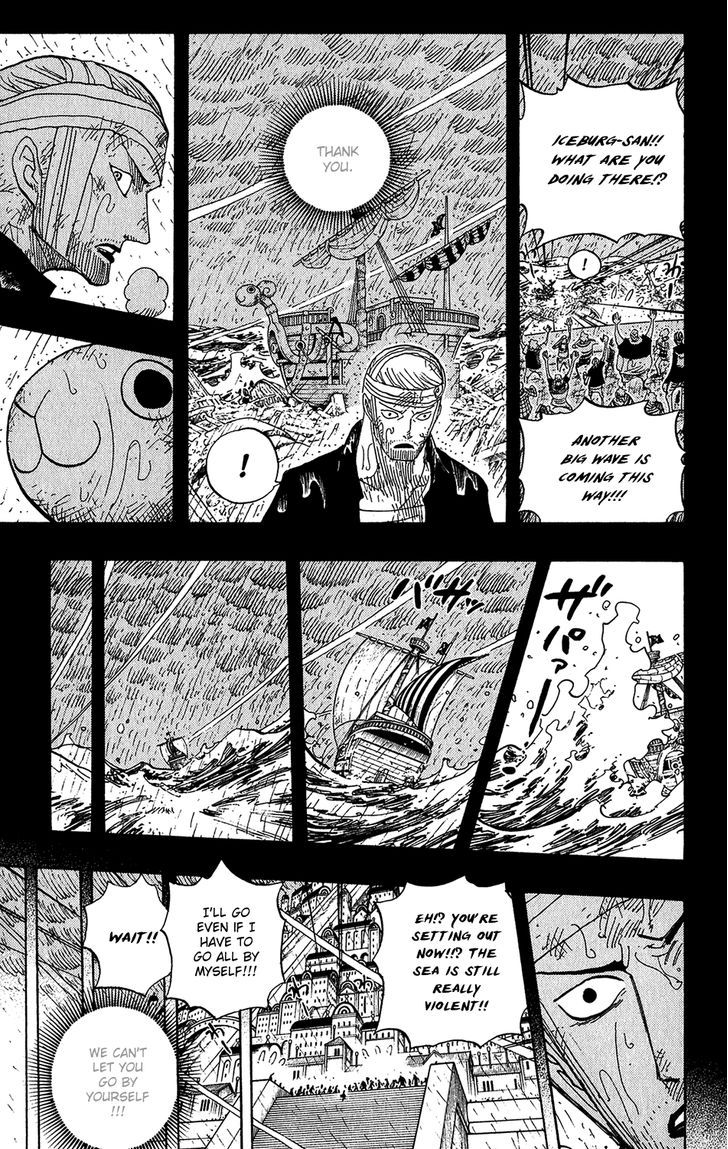 ICEBURG-SAN!!
WHAT ARE YOU
DOING THERE!?
!
ANOTHER
BIG WAVE IS
COMING THIS
WAY!!!
THANK
YOU.
!
ザバァー
バサッ
EH!? YOU'RE
SETTING OUT
NOW!!? THE
SEA IS STILL
REALLY
VIOLENT!!
I'LL GO
EVEN IF I
HAVE TO
GO ALL BY
MYSELF!!!
WAIT!!
WE CAN'T
LET YOU
GO BY
YOURSELF
!!!